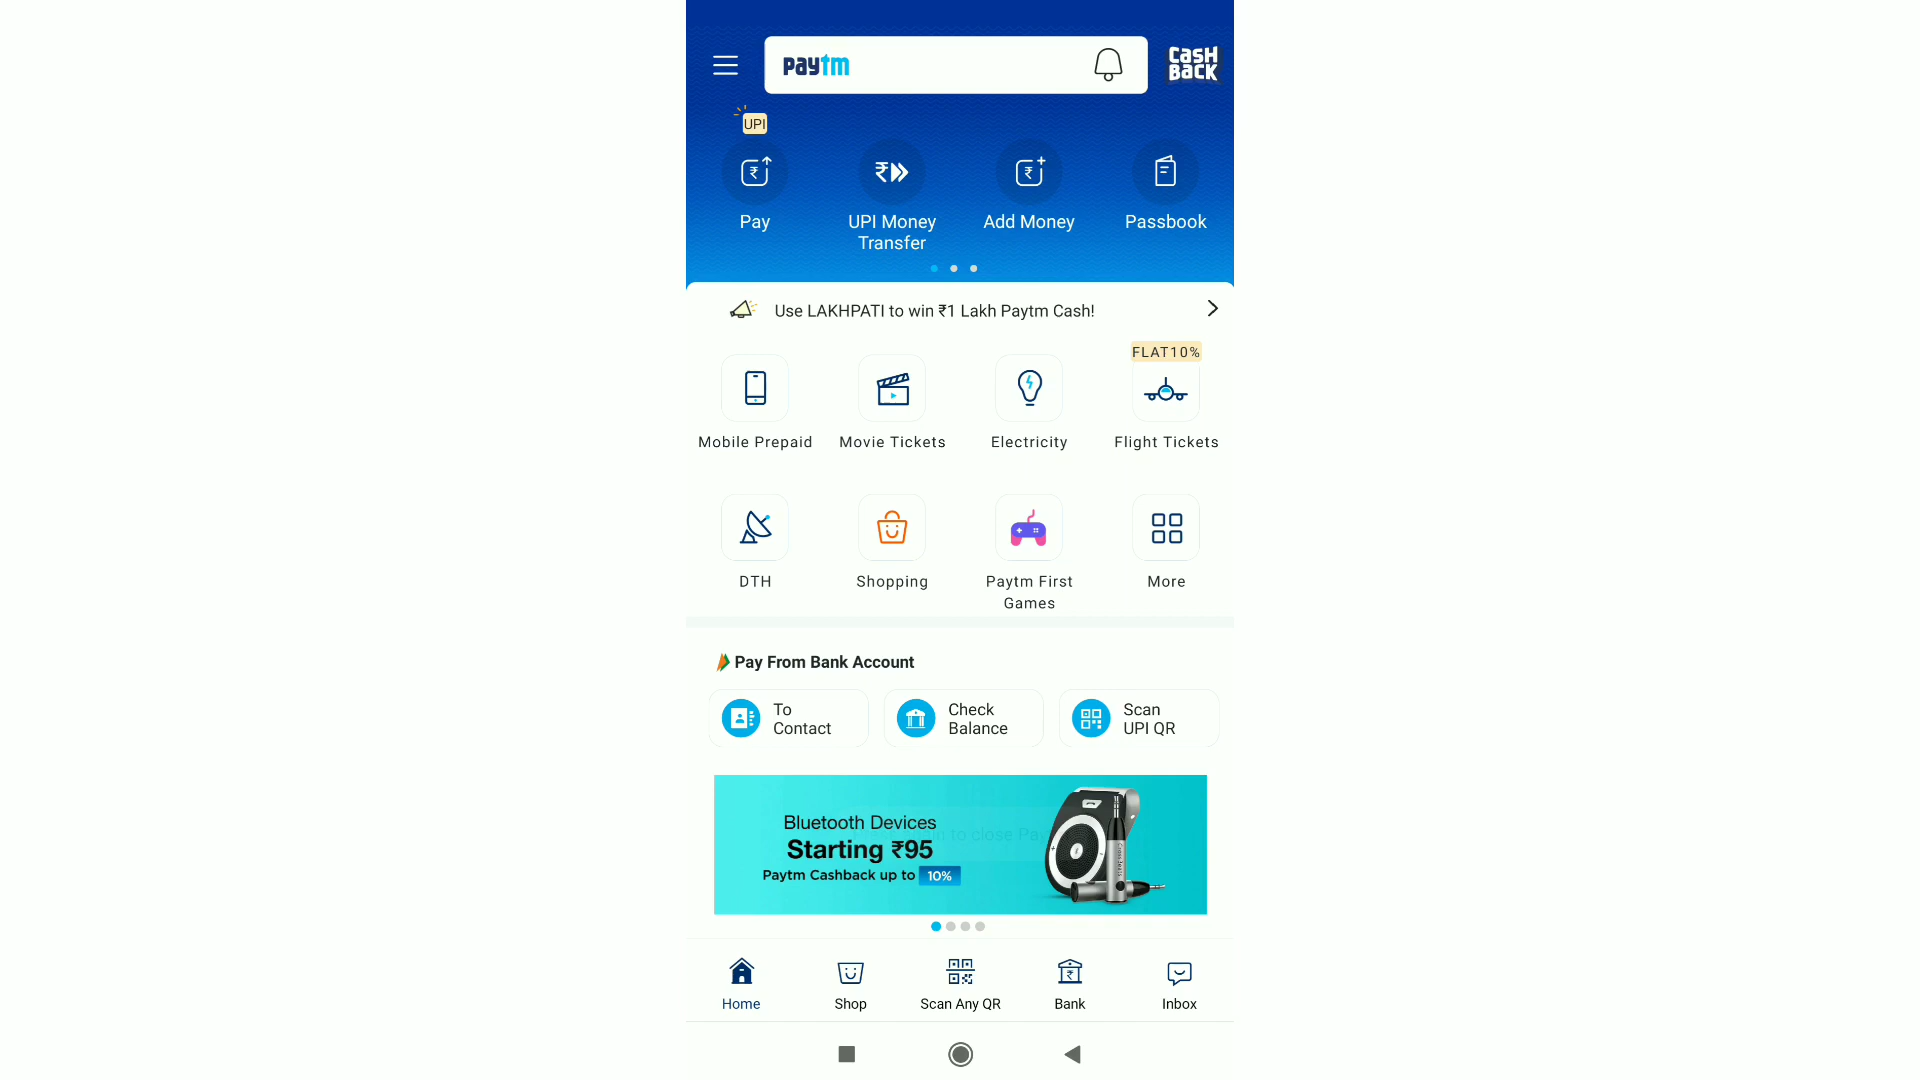 paytm
CASH
BACK
UPI
Pay
UPI Money
Transfer
Add Money
Passbook
Use LAKHPATI to win ₹1 Lakh Paytm Cash!
FLAT10%
Mobile Prepaid
Movie Tickets
Electricity
Flight Tickets
DTH
Shopping
Paytm First
Games
More
Pay From Bank Account
To
Contact
Check
Balance
Scan
UPI QR
Bluetooth Devices
Starting ₹95
Paytm Cashback up to 10%
to close
Home
Shop
Scan Any QR
Bank
Inbox